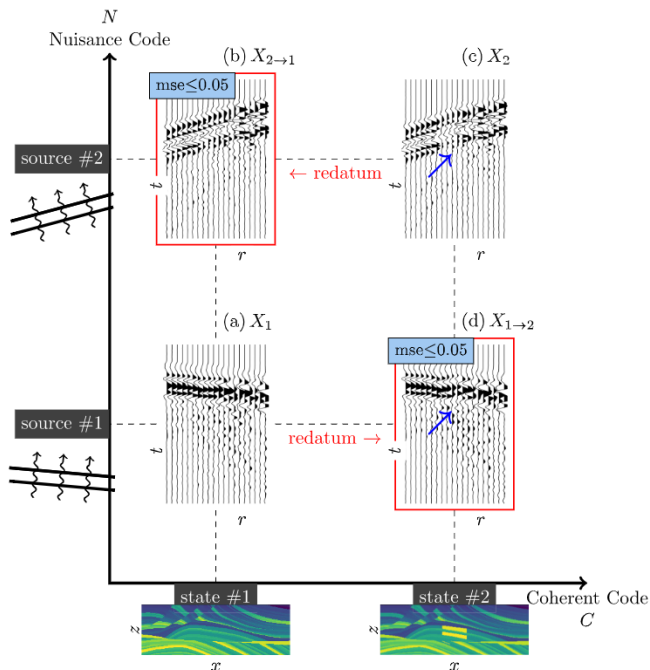 N
Nuisance Code
(b) X₂→₁
(c) X₂
mse≤0.05
source #2
t
t
← redatum
r
r
(a) X₁
(d) X₁→₂
mse≤0.05
source #1
t
t
redatum →
r
r
state #1
state #2
Coherent Code
C
z
z
x
x